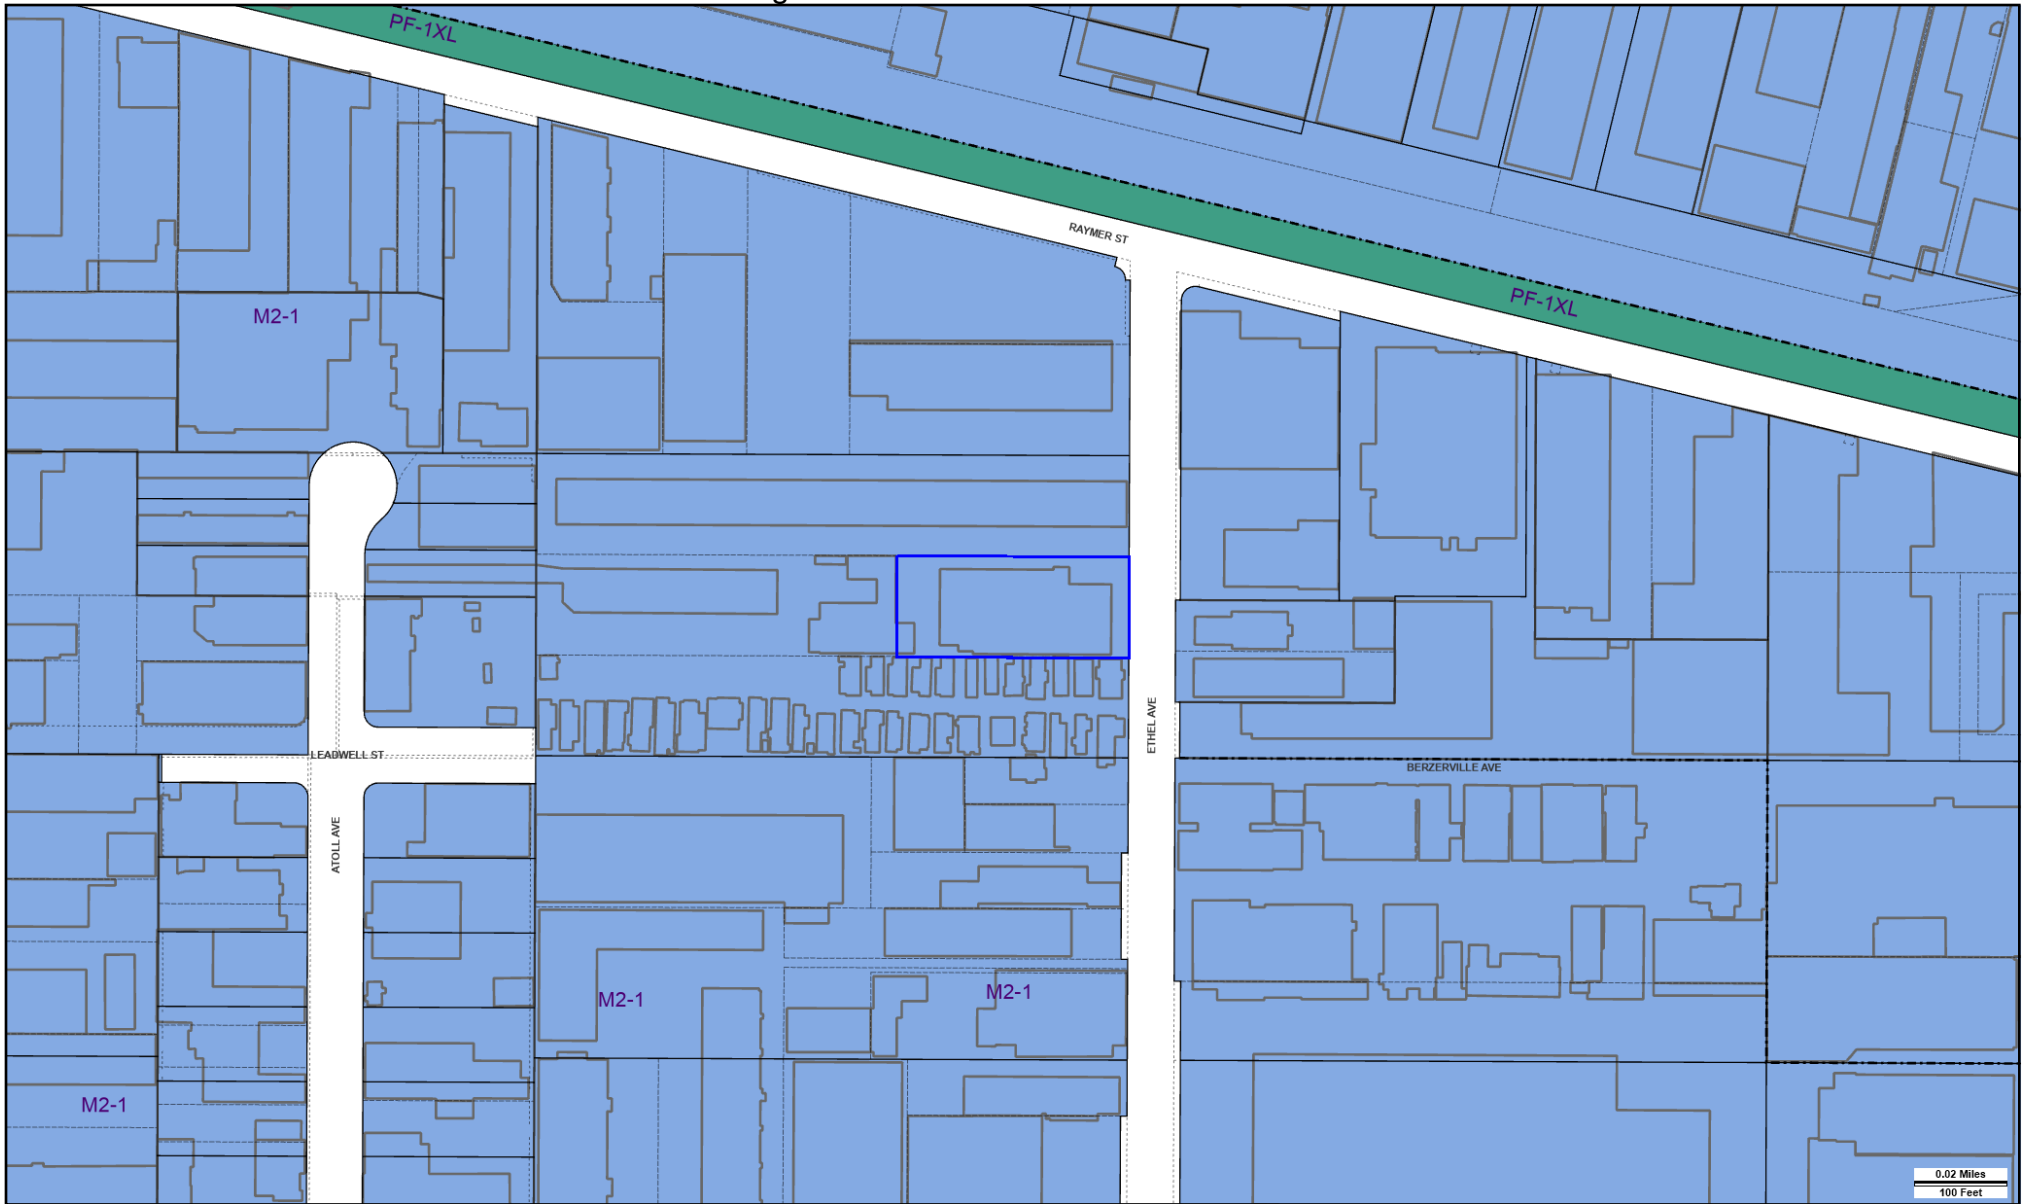 PF-1XL
RAYMER ST
PF-1XL
M2-1
ETHEL AVE
LEADWELL ST
BERZERVILLE AVE
ATOLL AVE
M2-1
M2-1
M2-1
0.02 Miles
100 Feet